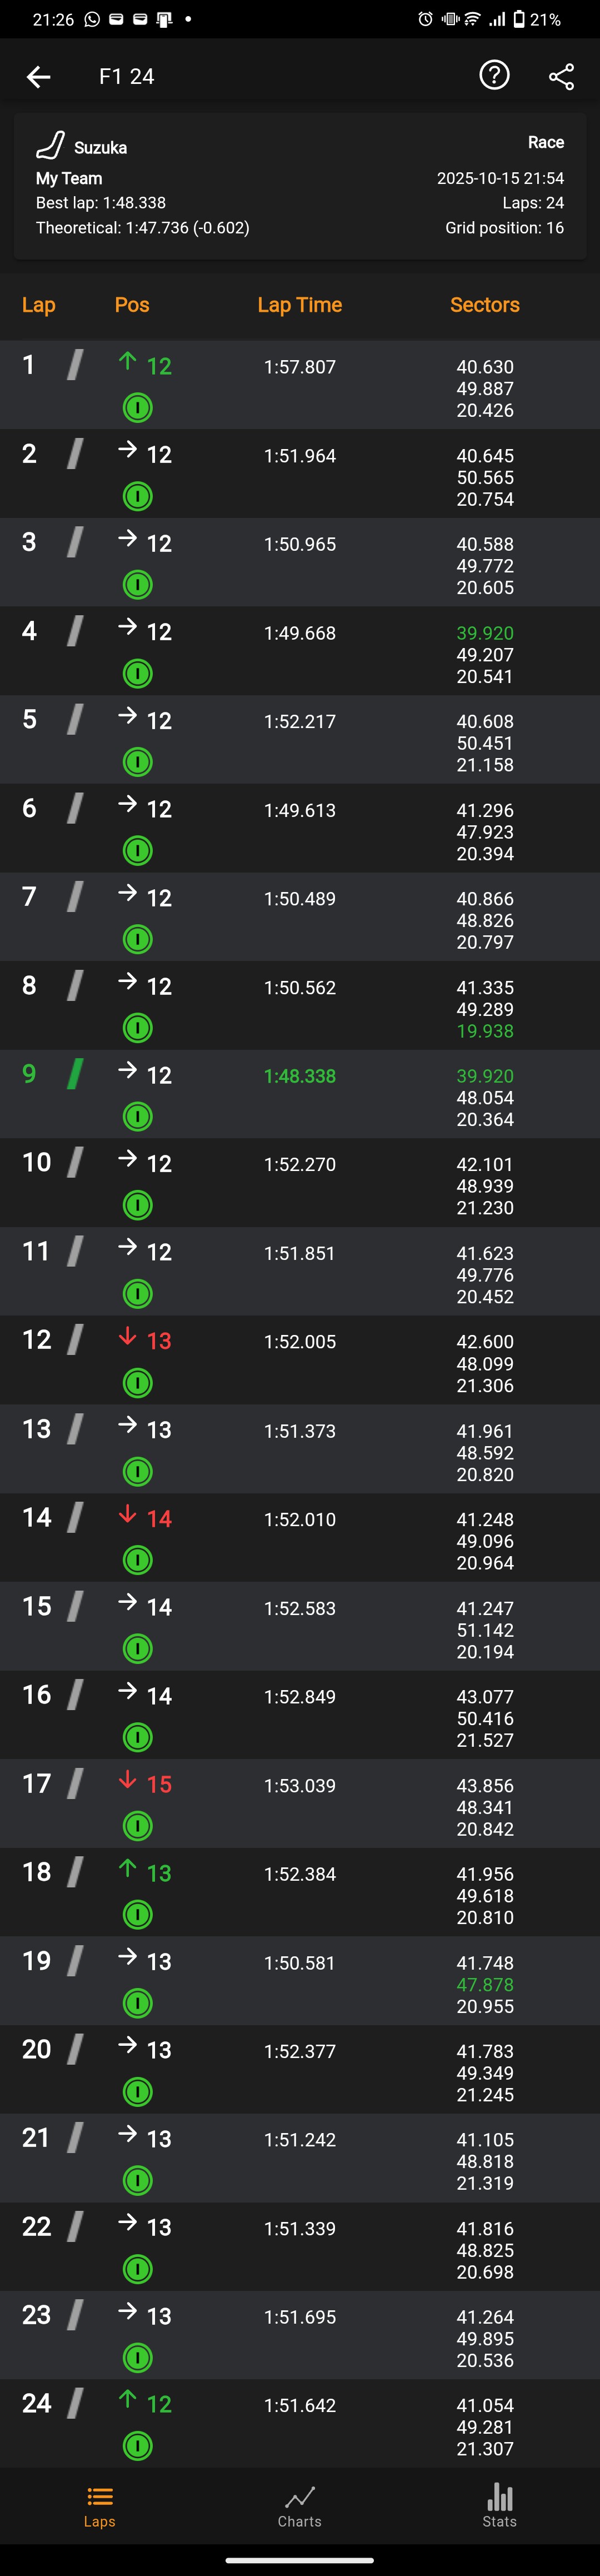 21:26 21%
F1 24
Suzuka Race
My Team 2025-10-15 21:54
Best lap: 1:48.338 Laps: 24
Theoretical: 1:47.736 (-0.602) Grid position: 16
Lap Pos Lap Time Sectors
1 12 1:57.807 40.630
49.887
I 20.426
2 12 1:51.964 40.645
50.565
I 20.754
3 12 1:50.965 40.588
49.772
I 20.605
4 12 1:49.668 39.920
49.207
I 20.541
5 12 1:52.217 40.608
50.451
I 21.158
6 12 1:49.613 41.296
47.923
I 20.394
7 12 1:50.489 40.866
48.826
I 20.797
8 12 1:50.562 41.335
49.289
I 19.938
9 12 1:48.338 39.920
48.054
I 20.364
10 12 1:52.270 42.101
48.939
I 21.230
11 12 1:51.851 41.623
49.776
I 20.452
12 13 1:52.005 42.600
48.099
I 21.306
13 13 1:51.373 41.961
48.592
I 20.820
14 14 1:52.010 41.248
49.096
I 20.964
15 14 1:52.583 41.247
51.142
I 20.194
16 14 1:52.849 43.077
50.416
I 21.527
17 15 1:53.039 43.856
48.341
I 20.842
18 13 1:52.384 41.956
49.618
I 20.810
19 13 1:50.581 41.748
47.878
I 20.955
20 13 1:52.377 41.783
49.349
I 21.245
21 13 1:51.242 41.105
48.818
I 21.319
22 13 1:51.339 41.816
48.825
I 20.698
23 13 1:51.695 41.264
49.895
I 20.536
24 12 1:51.642 41.054
49.281
I 21.307
Laps Charts Stats